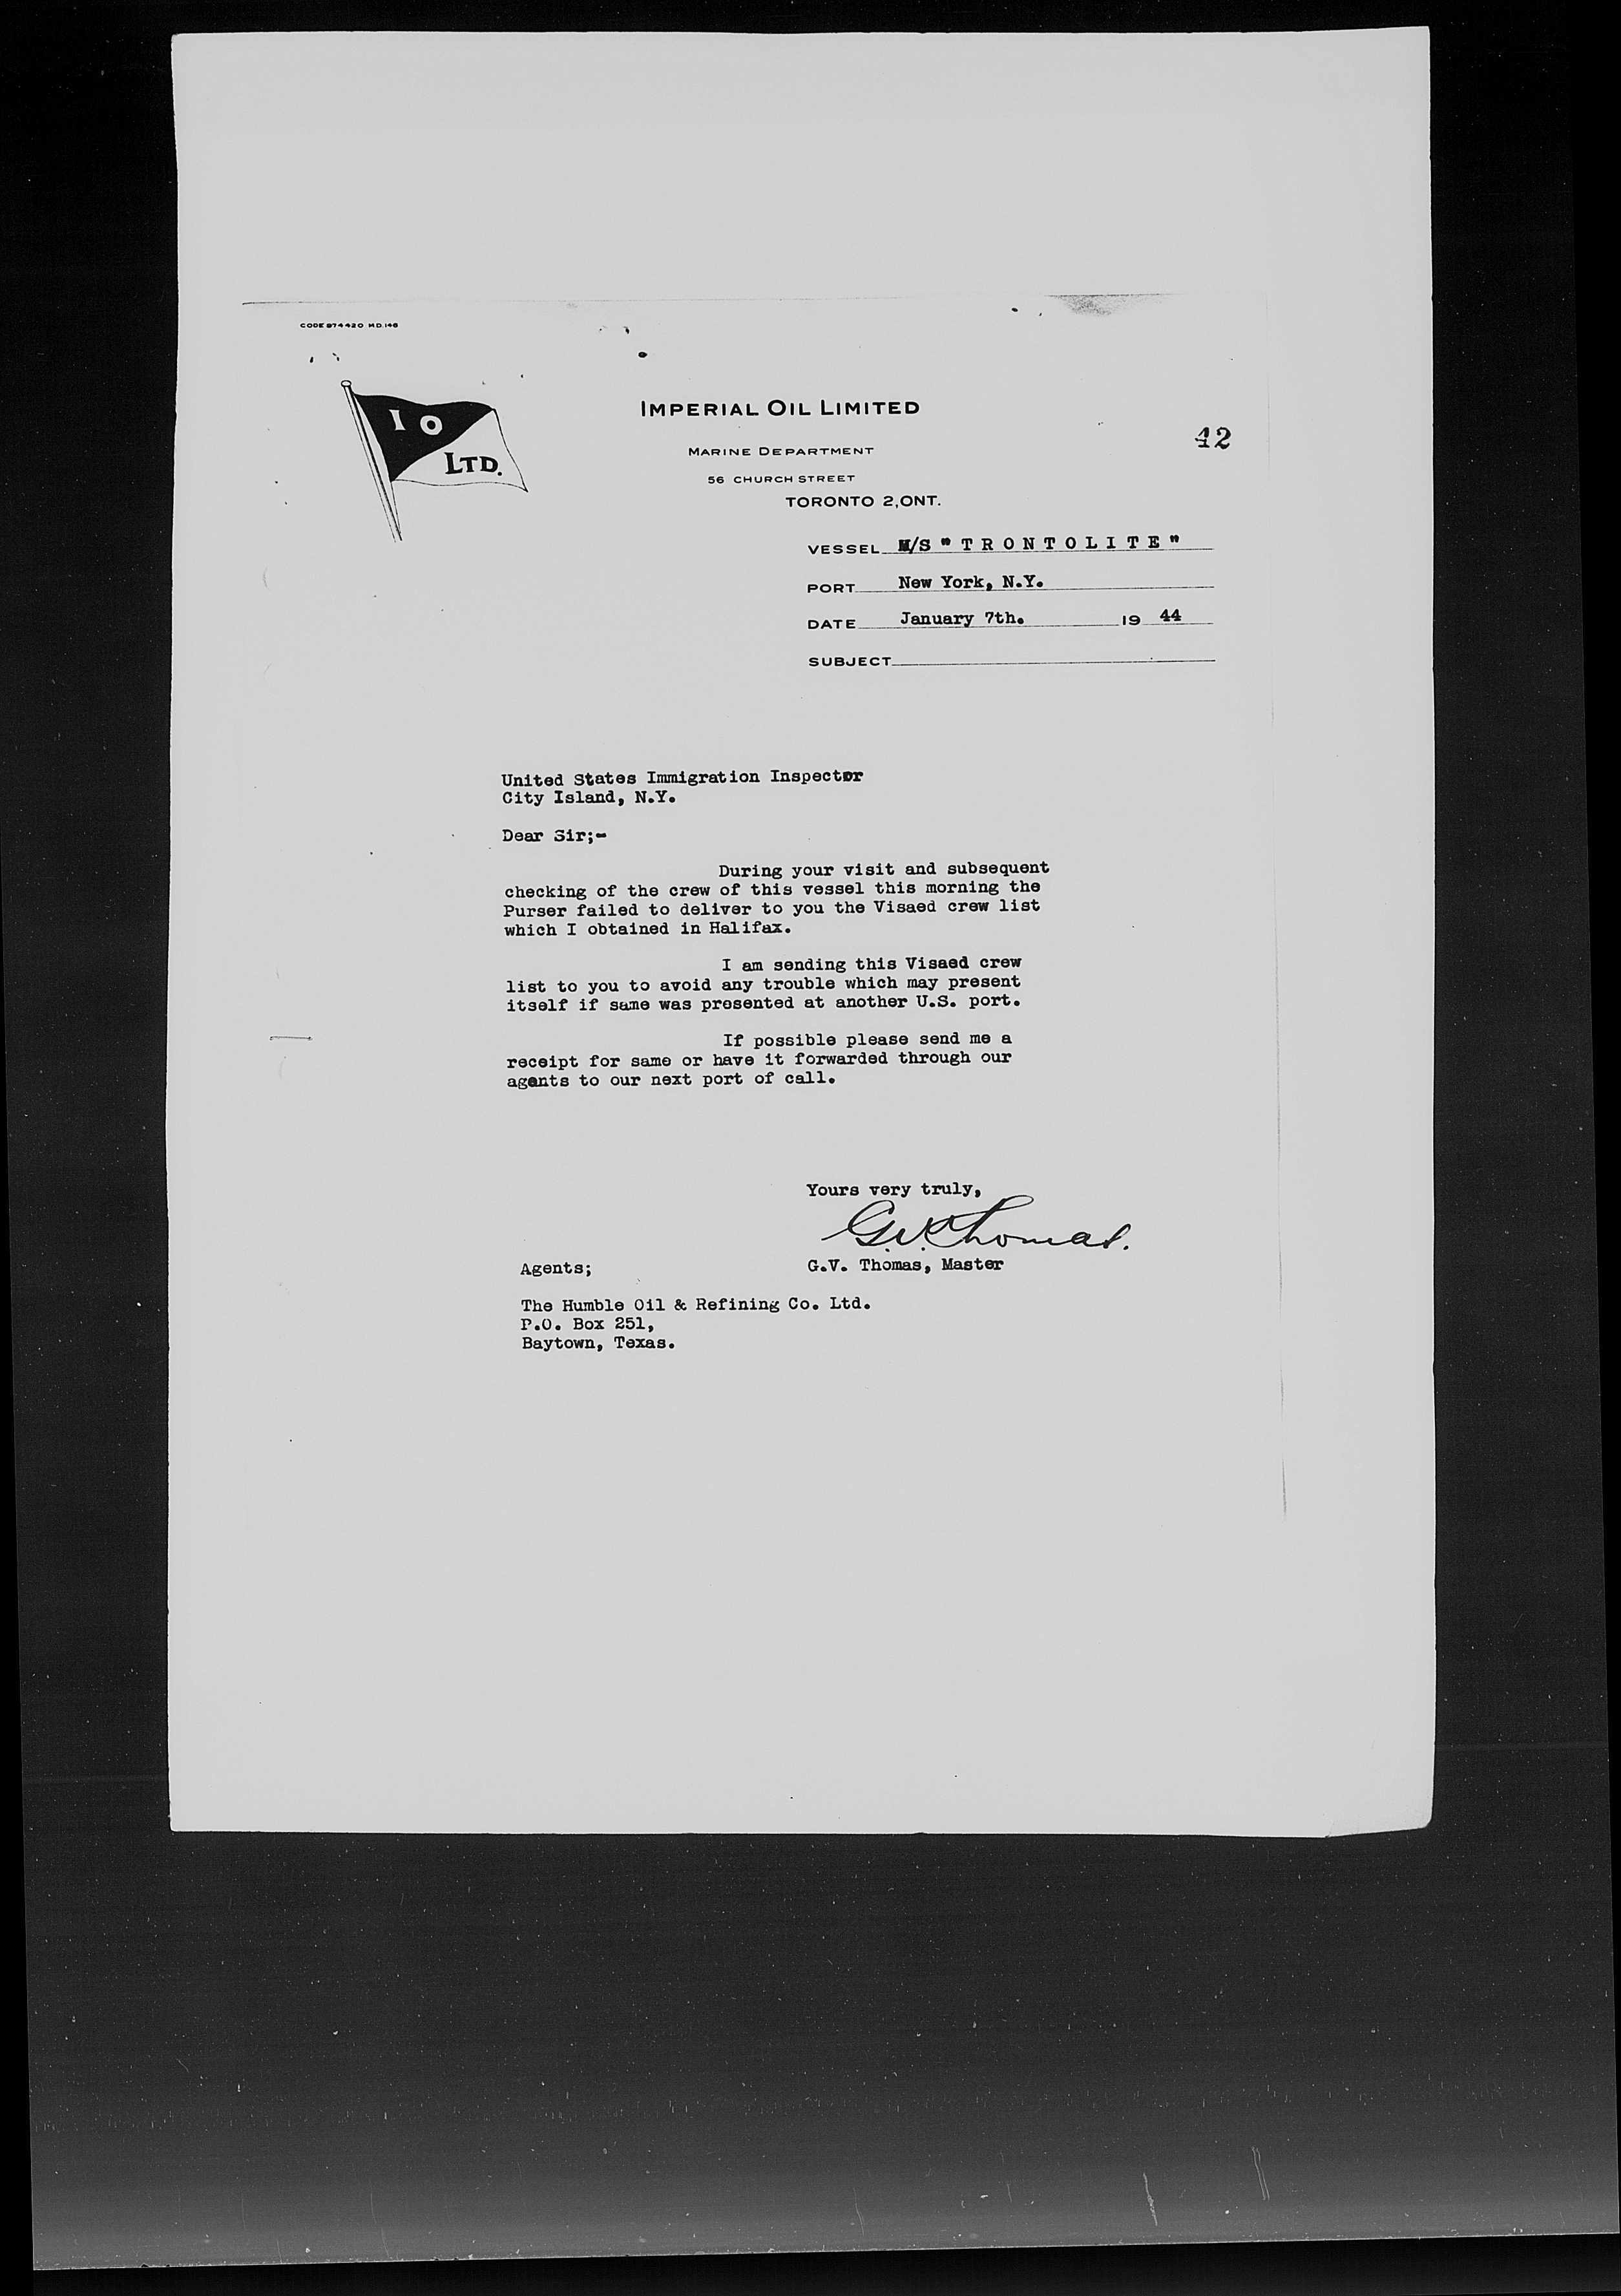 CODE 974420 M.D.146
I O
LTD.
IMPERIAL OIL LIMITED
42
MARINE DEPARTMENT
56 CHURCH STREET
TORONTO 2, ONT.
VESSEL M/S "TRONTOLITE"
PORT New York, N.Y.
DATE January 7th. 19 44
SUBJECT
United States Immigration Inspector
City Island, N.Y.
Dear Sir;-
During your visit and subsequent
checking of the crew of this vessel this morning the
Purser failed to deliver to you the Visaed crew list
which I obtained in Halifax.
I am sending this Visaed crew
list to you to avoid any trouble which may present
itself if same was presented at another U.S. port.
If possible please send me a
receipt for same or have it forwarded through our
agents to our next port of call.
Yours very truly,
G.V. Thomas.
G.V. Thomas, Master
Agents;
The Humble Oil & Refining Co. Ltd.
P.O. Box 251,
Baytown, Texas.